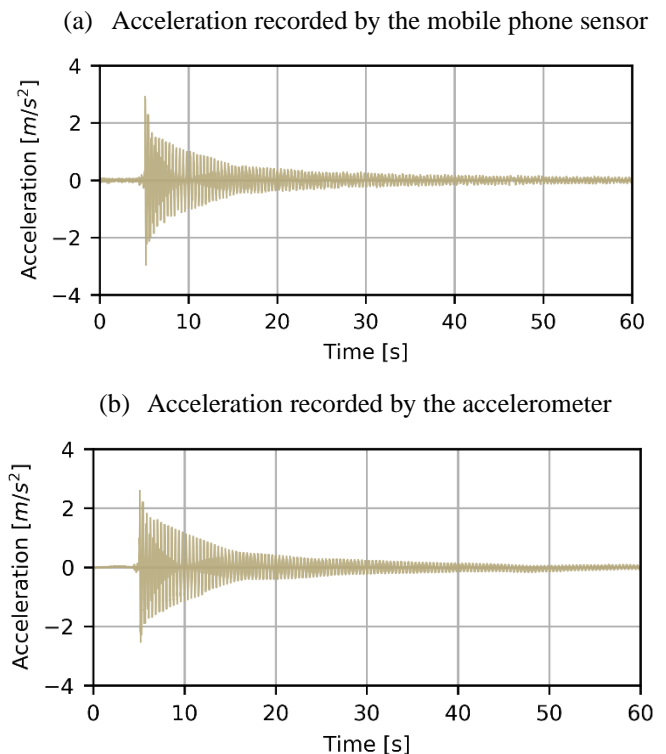 (a) Acceleration recorded by the mobile phone sensor
4
2
0
−2
−4
Acceleration [m/s²]
0 10 20 30 40 50 60
Time [s]
(b) Acceleration recorded by the accelerometer
4
2
0
−2
−4
Acceleration [m/s²]
0 10 20 30 40 50 60
Time [s]